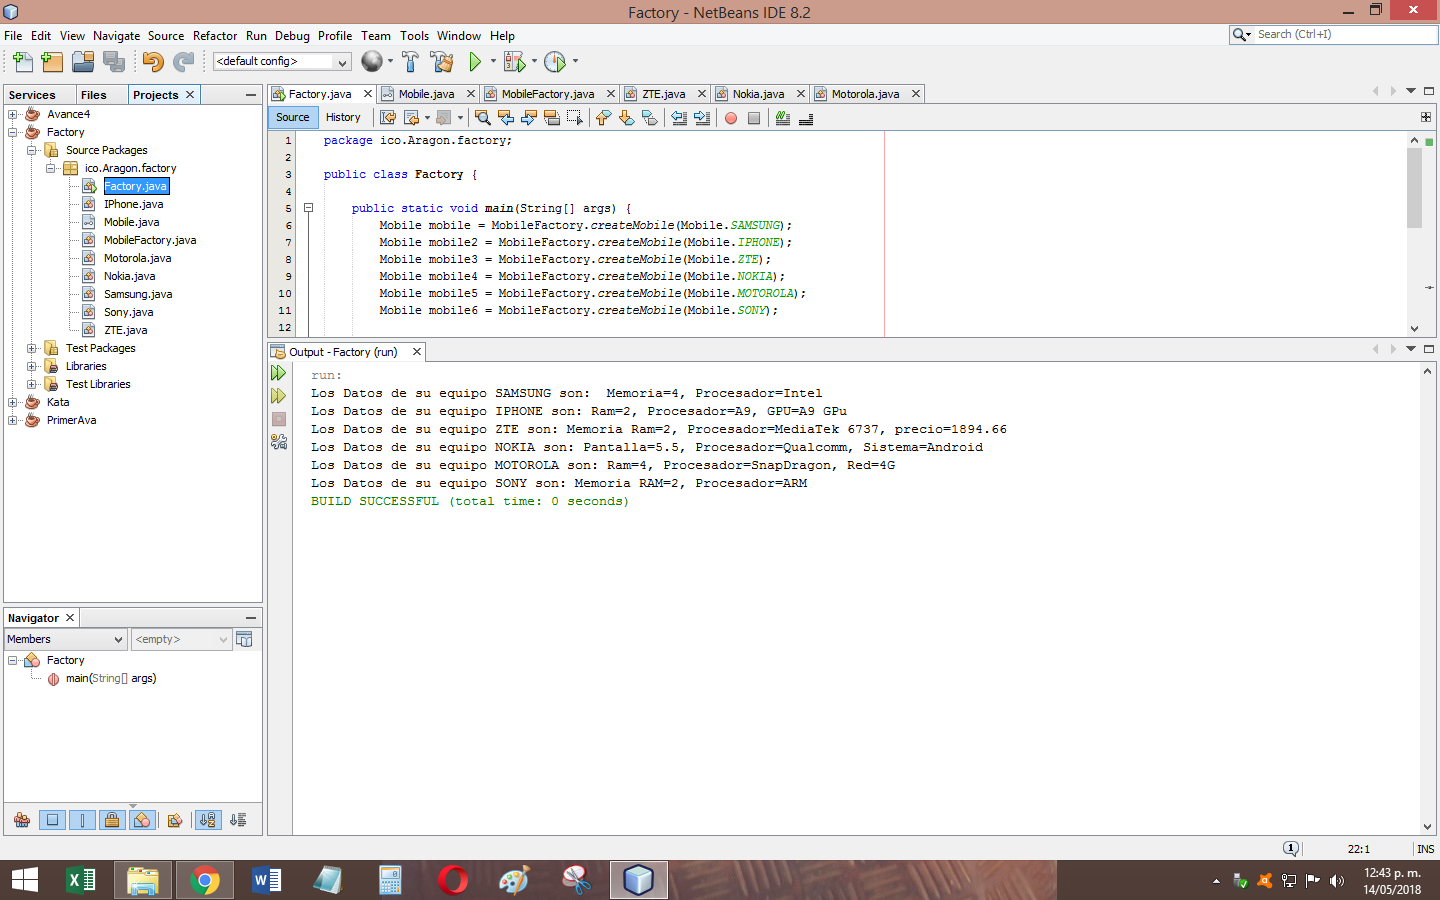 Factory - NetBeans IDE 8.2
File Edit View Navigate Source Refactor Run Debug Profile Team Tools Window Help
Search (Ctrl+I)
<default config>
Services Files Projects
Avance4
Factory
Source Packages
ico.Aragon.factory
Factory.java
IPhone.java
Mobile.java
MobileFactory.java
Motorola.java
Nokia.java
Samsung.java
Sony.java
ZTE.java
Test Packages
Libraries
Test Libraries
Kata
PrimerAva
Navigator
Members
<empty>
Factory
main(String[] args)
Factory.java Mobile.java MobileFactory.java ZTE.java Nokia.java Motorola.java
Source History
1 package ico.Aragon.factory;
2
3 public class Factory {
4
5 public static void main(String[] args) {
6 Mobile mobile = MobileFactory.createMobile(Mobile.SAMSUNG);
7 Mobile mobile2 = MobileFactory.createMobile(Mobile.IPHONE);
8 Mobile mobile3 = MobileFactory.createMobile(Mobile.ZTE);
9 Mobile mobile4 = MobileFactory.createMobile(Mobile.NOKIA);
10 Mobile mobile5 = MobileFactory.createMobile(Mobile.MOTOROLA);
11 Mobile mobile6 = MobileFactory.createMobile(Mobile.SONY);
12
Output - Factory (run)
run:
Los Datos de su equipo SAMSUNG son:  Memoria=4, Procesador=Intel
Los Datos de su equipo IPHONE son: Ram=2, Procesador=A9, GPU=A9 GPu
Los Datos de su equipo ZTE son: Memoria Ram=2, Procesador=MediaTek 6737, precio=1894.66
Los Datos de su equipo NOKIA son: Pantalla=5.5, Procesador=Qualcomm, Sistema=Android
Los Datos de su equipo MOTOROLA son: Ram=4, Procesador=SnapDragon, Red=4G
Los Datos de su equipo SONY son: Memoria RAM=2, Procesador=ARM
BUILD SUCCESSFUL (total time: 0 seconds)
1
22:1 INS
12:43 p. m.
14/05/2018